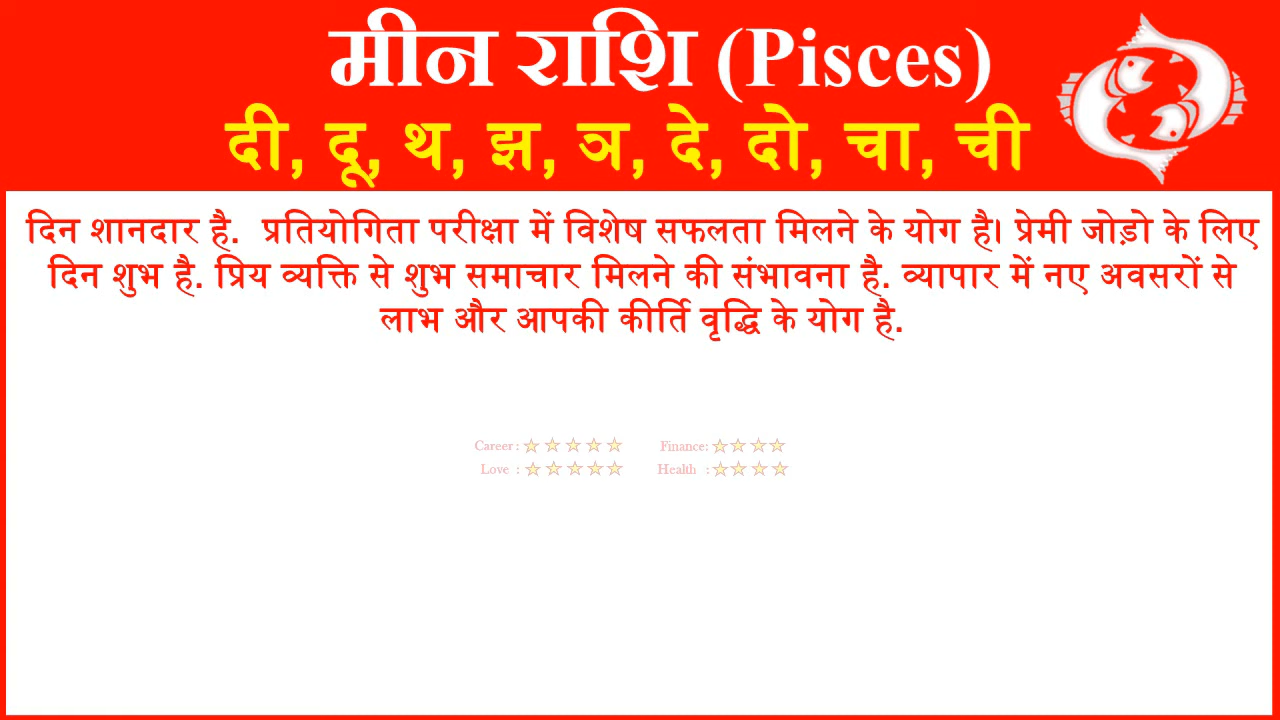 मीन राशि (Pisces)
दी, दू, थ, झ, ञ, दे, दो, चा, ची
दिन शानदार है. प्रतियोगिता परीक्षा में विशेष सफलता मिलने के योग है। प्रेमी जोड़ो के लिए
दिन शुभ है. प्रिय व्यक्ति से शुभ समाचार मिलने की संभावना है. व्यापार में नए अवसरों से
लाभ और आपकी कीर्ति वृद्धि के योग है.
Career : ☆ ☆ ☆ ☆ ☆ Finance: ☆ ☆ ☆ ☆
Love : ☆ ☆ ☆ ☆ ☆ Health : ☆ ☆ ☆ ☆